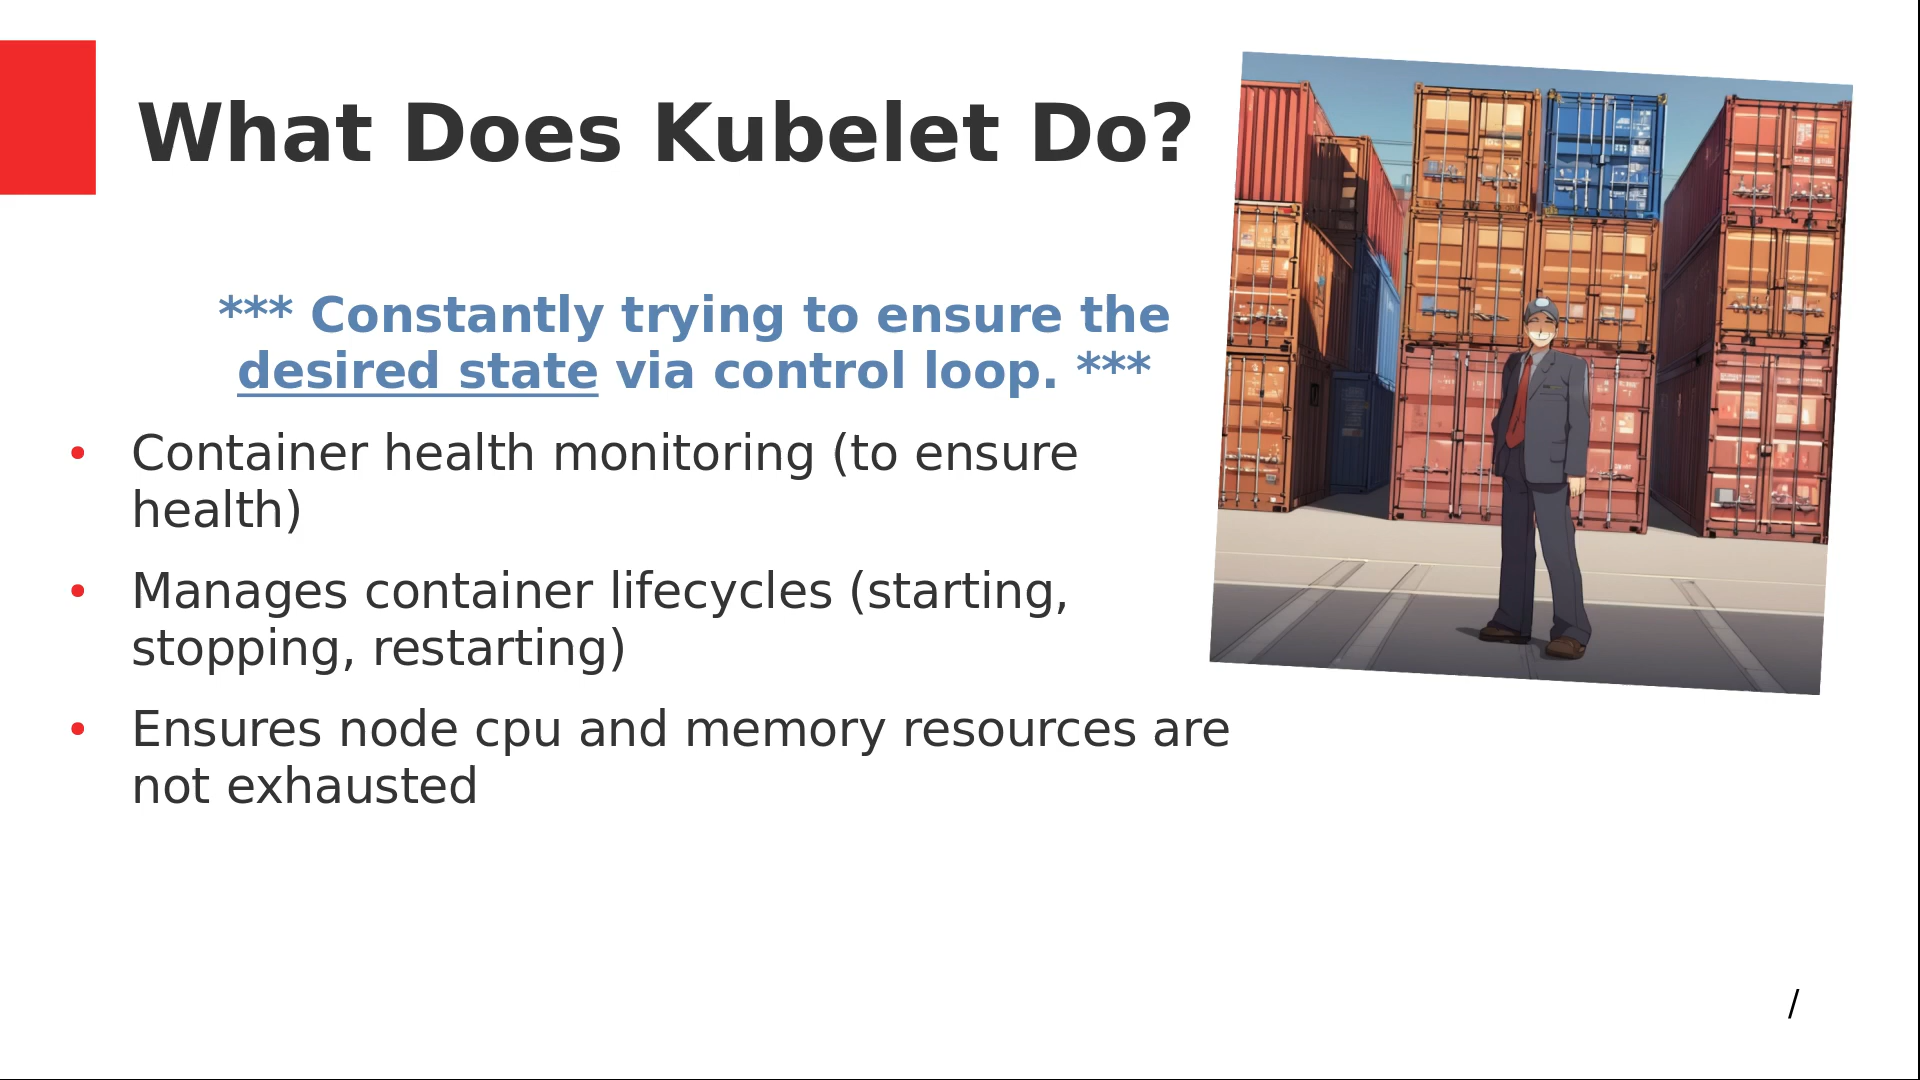 What Does Kubelet Do?
*** Constantly trying to ensure the
desired state via control loop. ***
• Container health monitoring (to ensure
health)
• Manages container lifecycles (starting,
stopping, restarting)
• Ensures node cpu and memory resources are
not exhausted
/